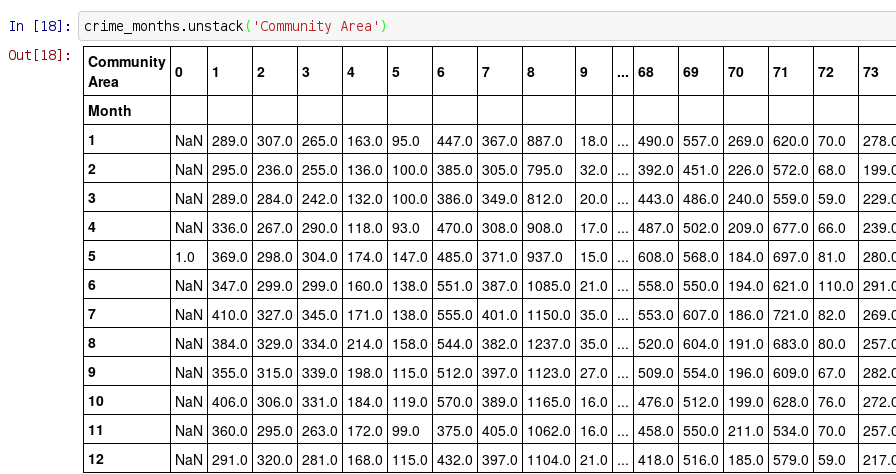 In [18]: crime_months.unstack('Community Area')
Out[18]:
Community Area 0 1 2 3 4 5 6 7 8 9 ... 68 69 70 71 72 73
Month
1 NaN 289.0 307.0 265.0 163.0 95.0 447.0 367.0 887.0 18.0 ... 490.0 557.0 269.0 620.0 70.0 278.0
2 NaN 295.0 236.0 255.0 136.0 100.0 385.0 305.0 795.0 32.0 ... 392.0 451.0 226.0 572.0 68.0 199.0
3 NaN 289.0 284.0 242.0 132.0 100.0 386.0 349.0 812.0 20.0 ... 443.0 486.0 240.0 559.0 59.0 229.0
4 NaN 336.0 267.0 290.0 118.0 93.0 470.0 308.0 908.0 17.0 ... 487.0 502.0 209.0 677.0 66.0 239.0
5 1.0 369.0 298.0 304.0 174.0 147.0 485.0 371.0 937.0 15.0 ... 608.0 568.0 184.0 697.0 81.0 280.0
6 NaN 347.0 299.0 299.0 160.0 138.0 551.0 387.0 1085.0 21.0 ... 558.0 550.0 194.0 621.0 110.0 291.0
7 NaN 410.0 327.0 345.0 171.0 138.0 555.0 401.0 1150.0 35.0 ... 553.0 607.0 186.0 721.0 82.0 269.0
8 NaN 384.0 329.0 334.0 214.0 158.0 544.0 382.0 1237.0 35.0 ... 520.0 604.0 191.0 683.0 80.0 257.0
9 NaN 355.0 315.0 339.0 198.0 115.0 512.0 397.0 1123.0 27.0 ... 509.0 554.0 196.0 609.0 67.0 282.0
10 NaN 406.0 306.0 331.0 184.0 119.0 570.0 389.0 1165.0 16.0 ... 476.0 512.0 199.0 628.0 76.0 272.0
11 NaN 360.0 295.0 263.0 172.0 99.0 375.0 405.0 1062.0 16.0 ... 458.0 550.0 211.0 534.0 70.0 257.0
12 NaN 291.0 320.0 281.0 168.0 115.0 432.0 397.0 1104.0 21.0 ... 418.0 516.0 185.0 579.0 59.0 217.0